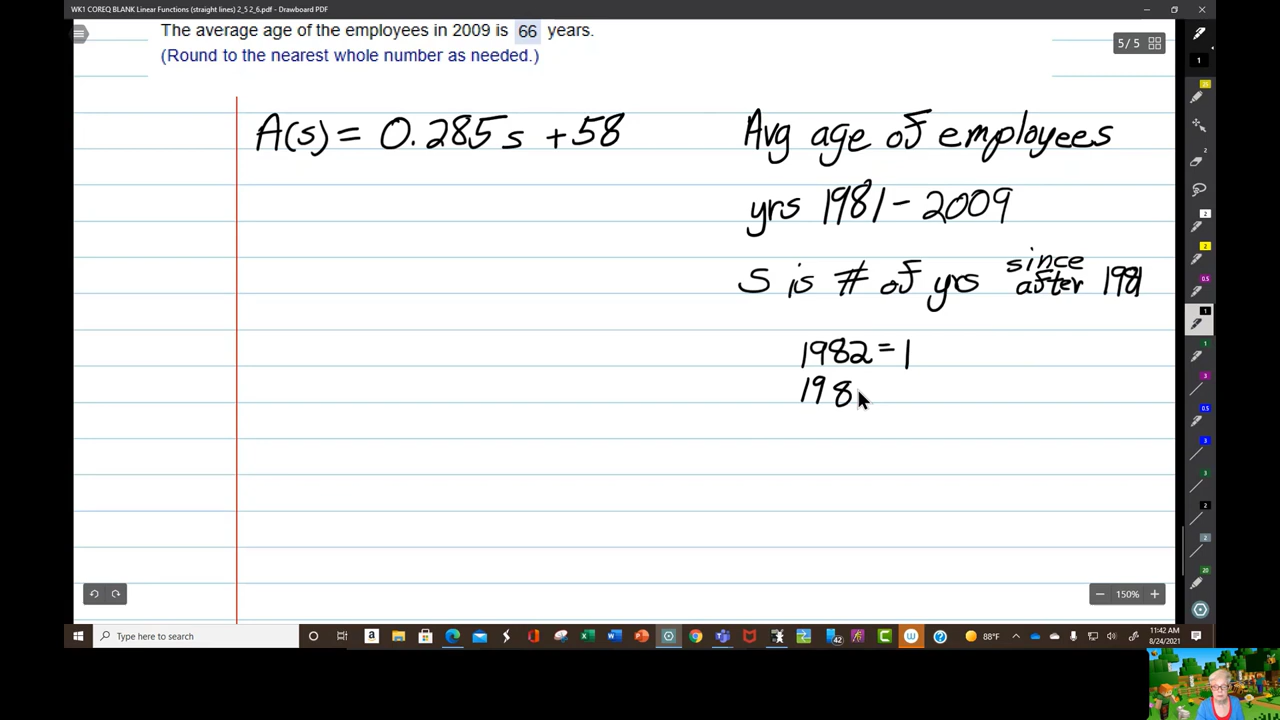 WK1 COREQ BLANK Linear Functions (straight lines) 2_5 2_6.pdf - Drawboard PDF
The average age of the employees in 2009 is 66 years.
(Round to the nearest whole number as needed.)
5/5
1
A(s) = 0.285s + 58
Avg age of employees
yrs 1981 - 2009
S is # of yrs since after 1981
1982 = 1
198
150%
Type here to search
42
88°F
11:42 AM
8/24/2021